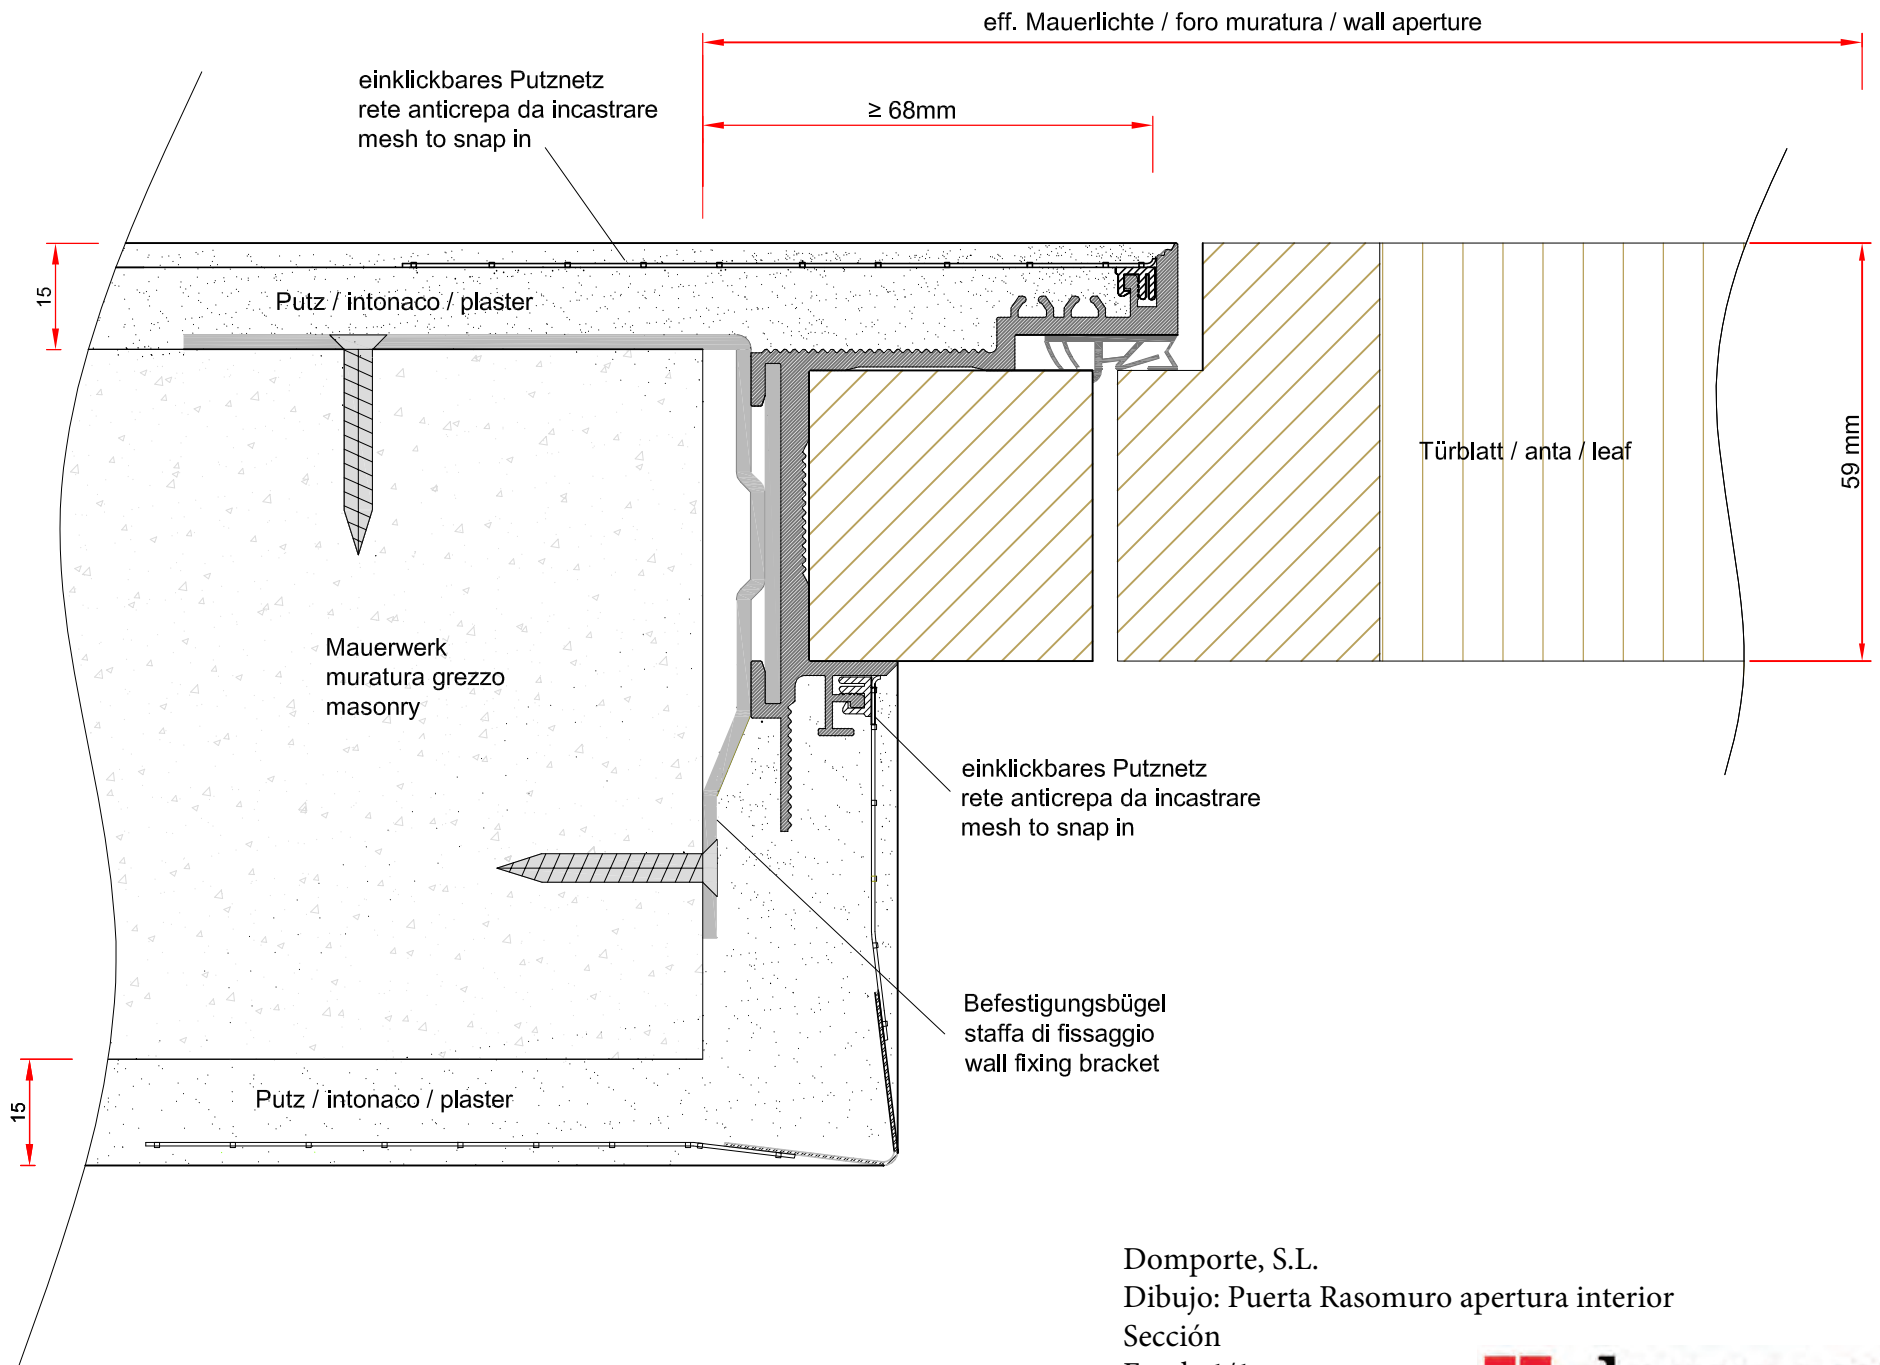 eff. Mauerlichte / foro muratura / wall aperture
einklickbares Putznetz
rete anticrepa da incastrare
mesh to snap in
≥ 68mm
15
Putz / intonaco / plaster
Türblatt / anta / leaf
59 mm
Mauerwerk
muratura grezzo
masonry
einklickbares Putznetz
rete anticrepa da incastrare
mesh to snap in
Befestigungsbügel
staffa di fissaggio
wall fixing bracket
15
Putz / intonaco / plaster
Domporte, S.L.
Dibujo: Puerta Rasomuro apertura interior
Sección